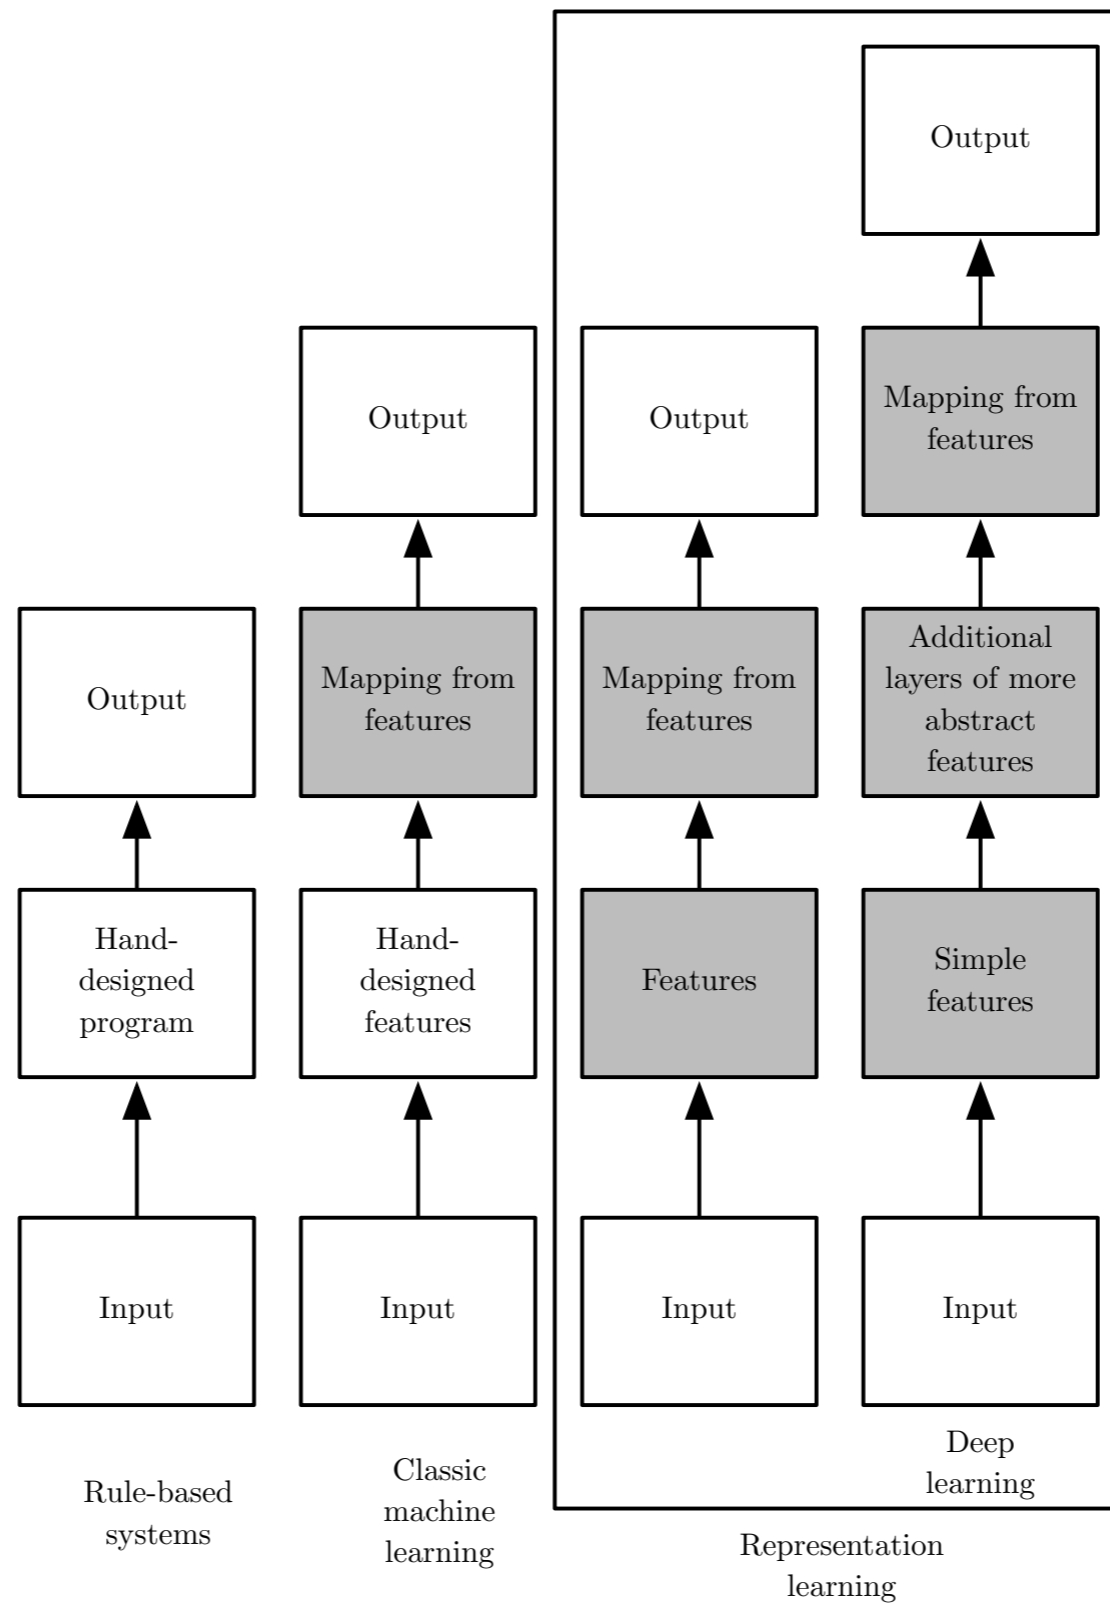 Output
Output
Output
Mapping from
features
Output
Mapping from
features
Mapping from
features
Additional
layers of more
abstract
features
Hand-
designed
program
Hand-
designed
features
Features
Simple
features
Input
Input
Input
Input
Rule-based
systems
Classic
machine
learning
Deep
learning
Representation
learning